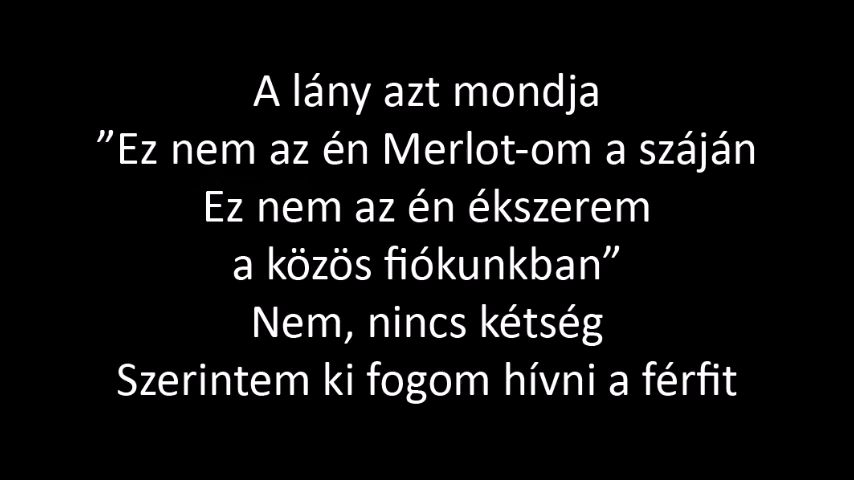 A lány azt mondja
”Ez nem az én Merlot-om a száján
Ez nem az én ékszerem
a közös fiókunkban”
Nem, nincs kétség
Szerintem ki fogom hívni a férfit